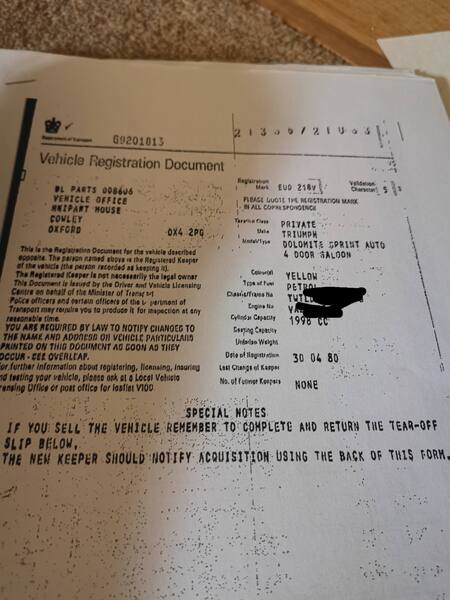 Department of Transport
G9201813
Vehicle Registration Document
Registration Mark EUD 218V
Validation Character
PLEASE QUOTE THE REGISTRATION MARK
IN ALL CORRESPONDENCE
BL PARTS
VEHICLE OFFICE
HOUSE
COWLEY
OXFORD OX4 2PG
Taxation Class PRIVATE
Make TRIUMPH
Model/Type DOLOMITE SPRINT AUTO
4 DOOR SALOON
Colour(s) YELLOW
Type of Fuel PETROL
Chassis/Frame No
Engine No
Cylinder Capacity 1998 CC
Seating Capacity
Unladen Weight
Date of Registration 30 04 80
Last Change of Keeper
No. of Former Keepers NONE
This is the Registration Document for the vehicle described
opposite. The person named above is the Registered Keeper
of the vehicle (the person recorded as keeping it).
The Registered Keeper is not necessarily the legal owner
This Document is issued by the Driver and Vehicle Licensing
Centre on behalf of the Minister of Transport
Police officers and certain officers of the Department of
Transport may require you to produce it for inspection at any
reasonable time.
YOU ARE REQUIRED BY LAW TO NOTIFY CHANGES TO
THE NAME AND ADDRESS OR VEHICLE PARTICULARS
PRINTED ON THIS DOCUMENT AS SOON AS THEY
OCCUR - SEE OVERLEAF.
For further information about registering, licensing, insuring
and testing your vehicle, please ask at a Local Vehicle
Licensing Office or post office for leaflet V100
SPECIAL NOTES
IF YOU SELL THE VEHICLE REMEMBER TO COMPLETE AND RETURN THE TEAR-OFF
SLIP BELOW,
THE NEW KEEPER SHOULD NOTIFY ACQUISITION USING THE BACK OF THIS FORM.